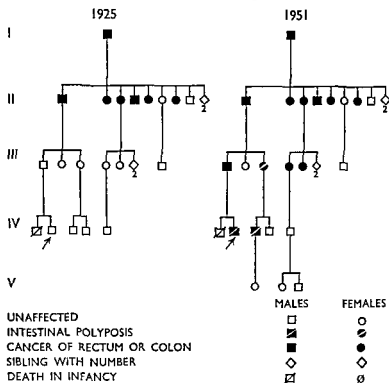 1925 1951
I
II
2 2
III
2 2
IV
V
MALES FEMALES
UNAFFECTED
INTESTINAL POLYPOSIS
CANCER OF RECTUM OR COLON
SIBLING WITH NUMBER
DEATH IN INFANCY